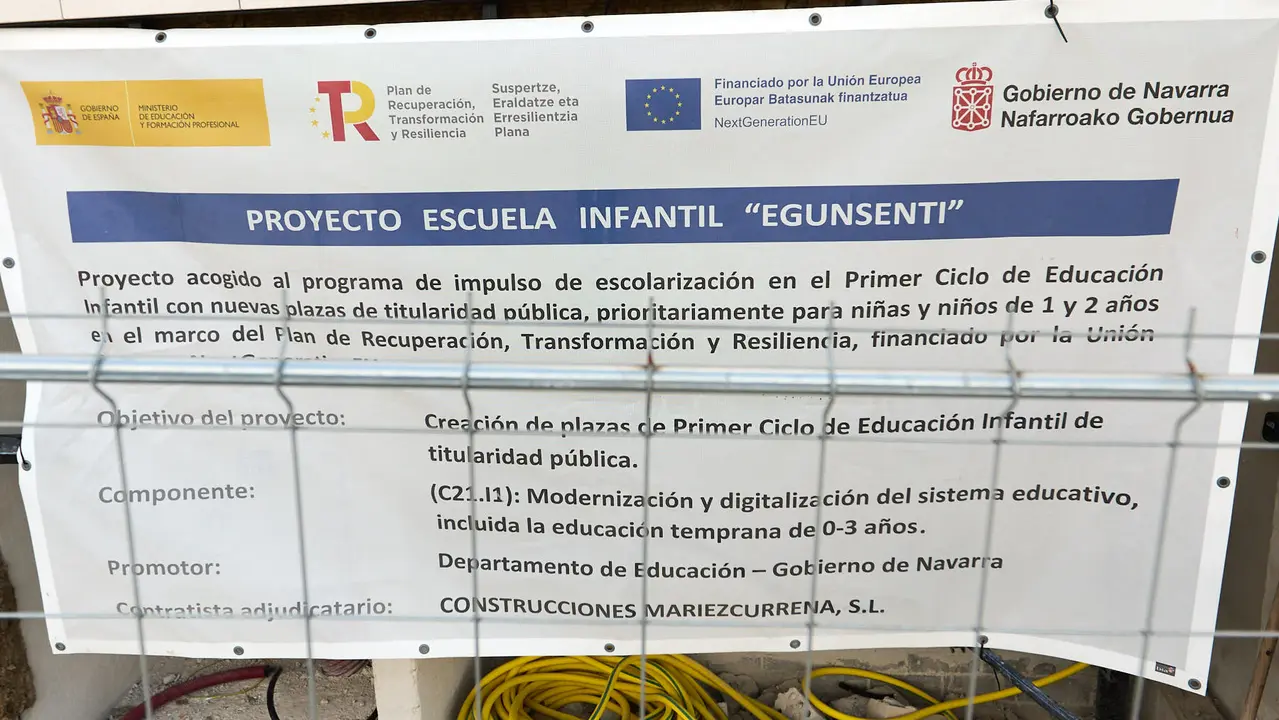 GOBIERNO DE ESPAÑA
MINISTERIO DE EDUCACIÓN Y FORMACIÓN PROFESIONAL
TR
Plan de Recuperación, Transformación y Resiliencia
Suspertze, Eraldatze eta Erresilientzia Plana
Financiado por la Unión Europea
Europar Batasunak finantzatua
NextGenerationEU
Gobierno de Navarra
Nafarroako Gobernua
PROYECTO ESCUELA INFANTIL “EGUNSENTI”
Proyecto acogido al programa de impulso de escolarización en el Primer Ciclo de Educación
Infantil con nuevas plazas de titularidad pública, prioritariamente para niñas y niños de 1 y 2 años
en el marco del Plan de Recuperación, Transformación y Resiliencia, financiado por la Unión
Objetivo del proyecto: Creación de plazas de Primer Ciclo de Educación Infantil de
titularidad pública.
Componente: (C21.I1): Modernización y digitalización del sistema educativo,
incluida la educación temprana de 0-3 años.
Promotor: Departamento de Educación – Gobierno de Navarra
Contratista adjudicatario: CONSTRUCCIONES MARIEZCURRENA, S.L.